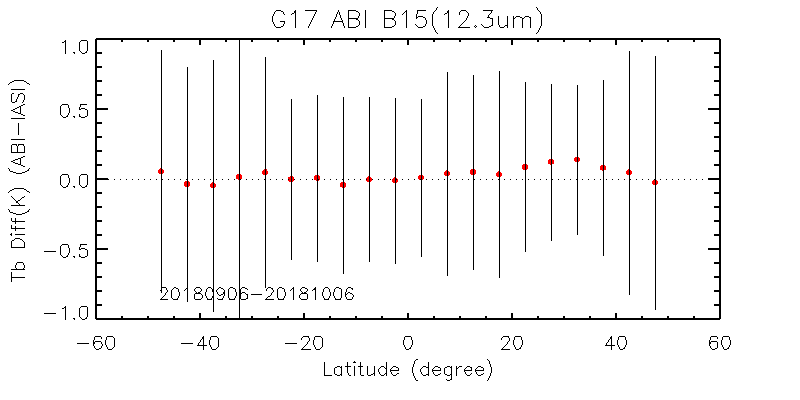 G17 ABI B15(12.3um)
Tb Diff(K) (ABI-IASI)
1.0
0.5
0.0
-0.5
-1.0
20180906-20181006
-60 -40 -20 0 20 40 60
Latitude (degree)